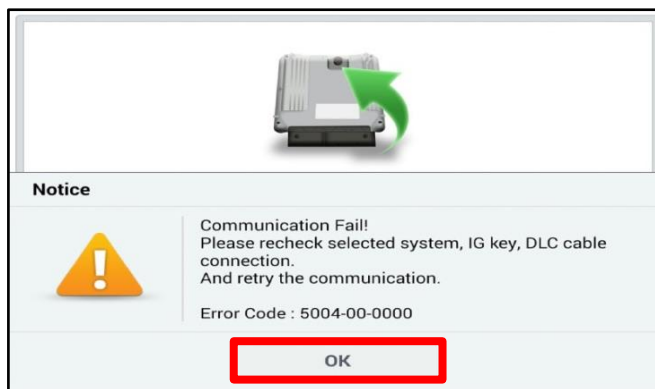 Notice
Communication Fail!
Please recheck selected system, IG key, DLC cable
connection.
And retry the communication.
Error Code : 5004-00-0000
OK